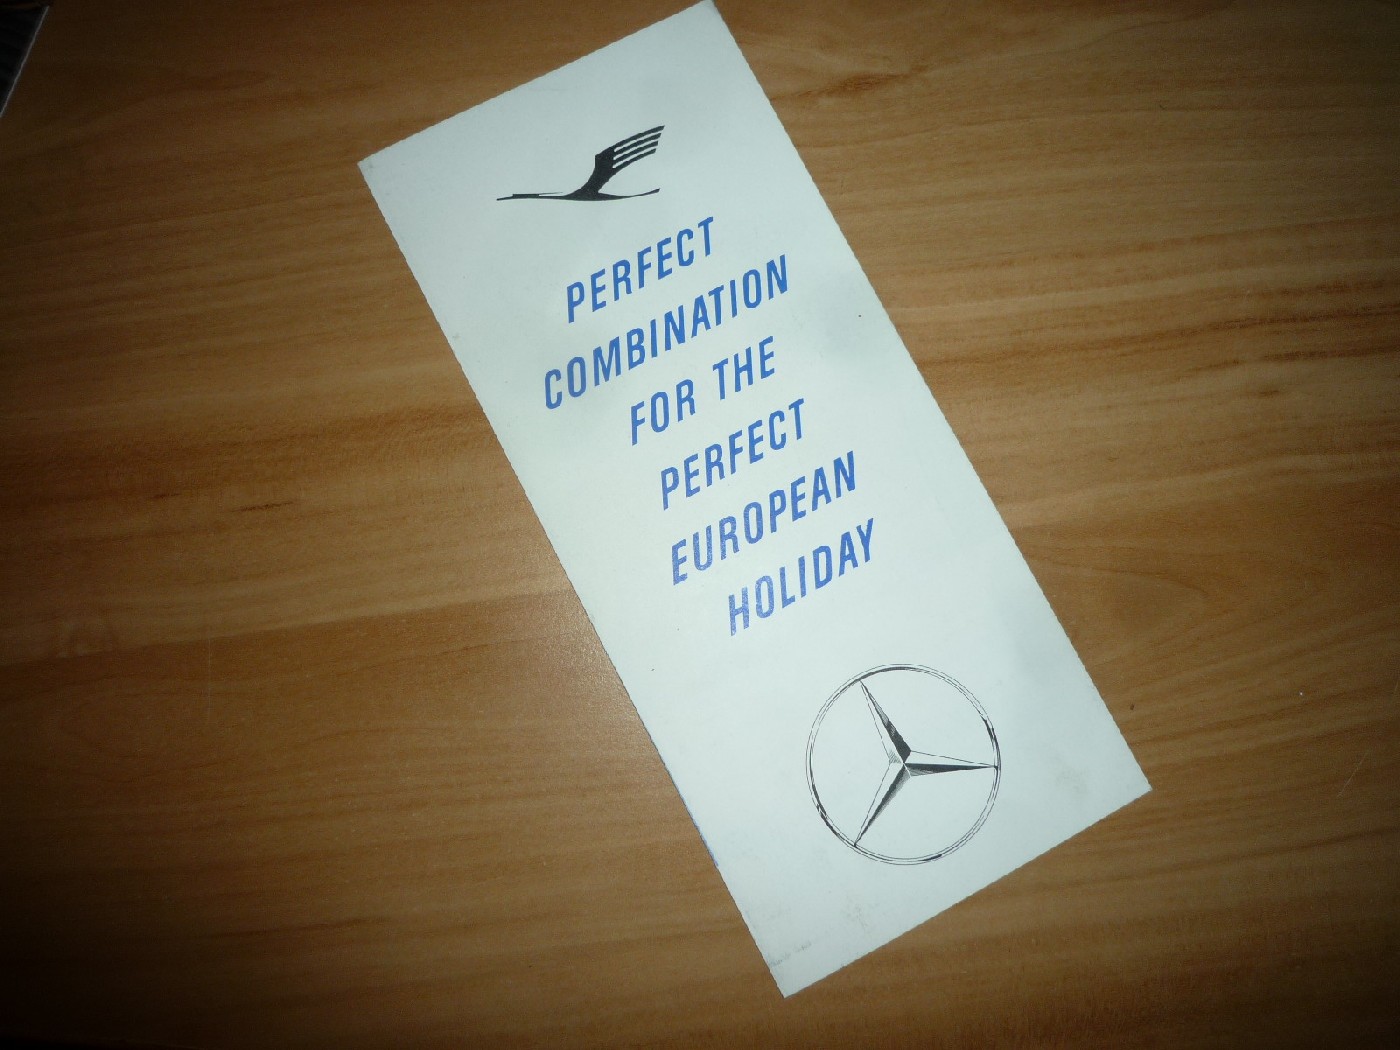 PERFECT
COMBINATION
FOR THE
PERFECT
EUROPEAN
HOLIDAY